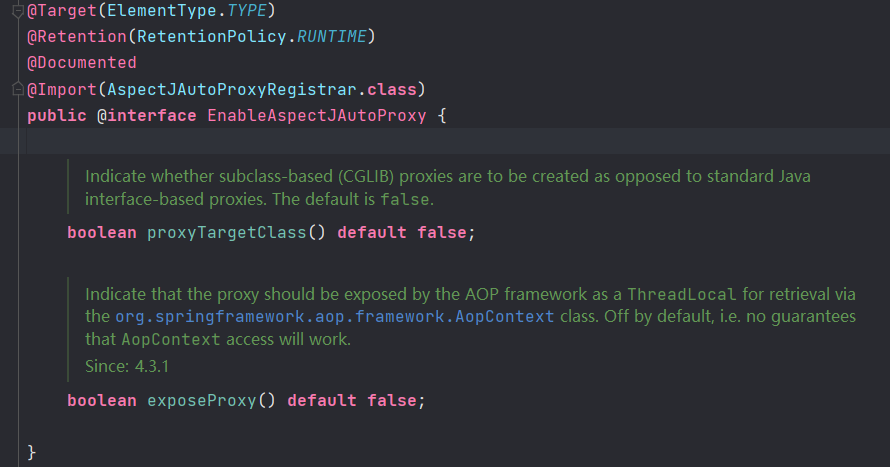 @Target(ElementType.TYPE)
@Retention(RetentionPolicy.RUNTIME)
@Documented
@Import(AspectJAutoProxyRegistrar.class)
public @interface EnableAspectJAutoProxy {
Indicate whether subclass-based (CGLIB) proxies are to be created as opposed to standard Java
interface-based proxies. The default is false.
boolean proxyTargetClass() default false;
Indicate that the proxy should be exposed by the AOP framework as a ThreadLocal for retrieval via
the org.springframework.aop.framework.AopContext class. Off by default, i.e. no guarantees
that AopContext access will work.
Since: 4.3.1
boolean exposeProxy() default false;
}